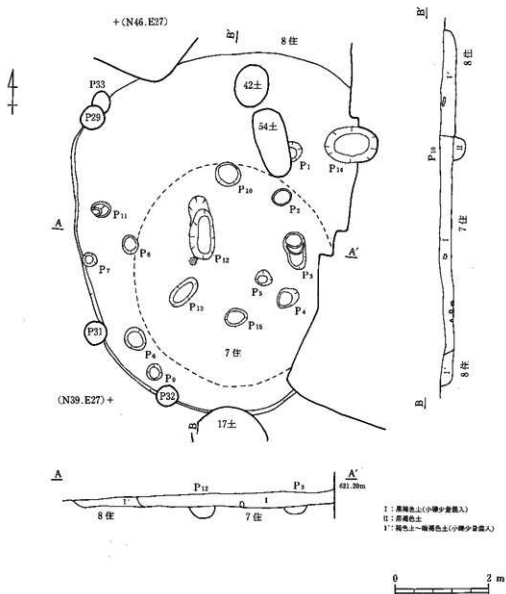 +(N46.E27)
B'
8住
B'
8住
P33
42土
I'
P29
54土
P1
P14
P10
II
P10
P2
A
P11
7住
P8
A'
I
P7
P12
P3
P5
P13
P4
P15
P31
P6
7住
8住
P9
I'
(N39.E27)+
P32
B
17土
B
A
P12
P3
A'
621.20m
I'
I
8住
7住
I:黒褐色土(小礫少量混入)
II:
I':褐色土~暗褐色土(小礫少量混入)
0
2 m